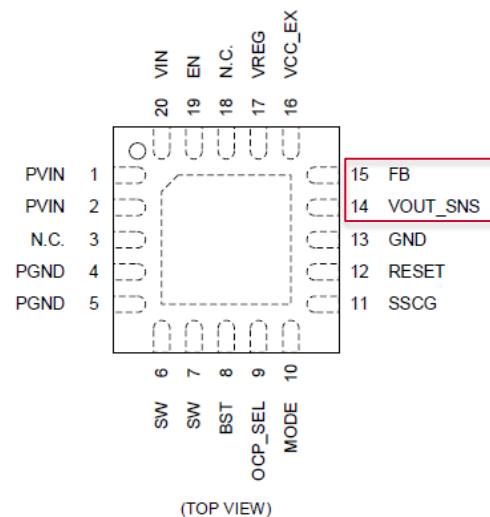 VIN
EN
N.C.
VREG
VCC_EX
20
19
18
17
16
PVIN 1
PVIN 2
N.C. 3
PGND 4
PGND 5
15 FB
14 VOUT_SNS
13 GND
12 RESET
11 SSCG
6
7
8
9
10
SW
SW
BST
OCP_SEL
MODE
(TOP VIEW)